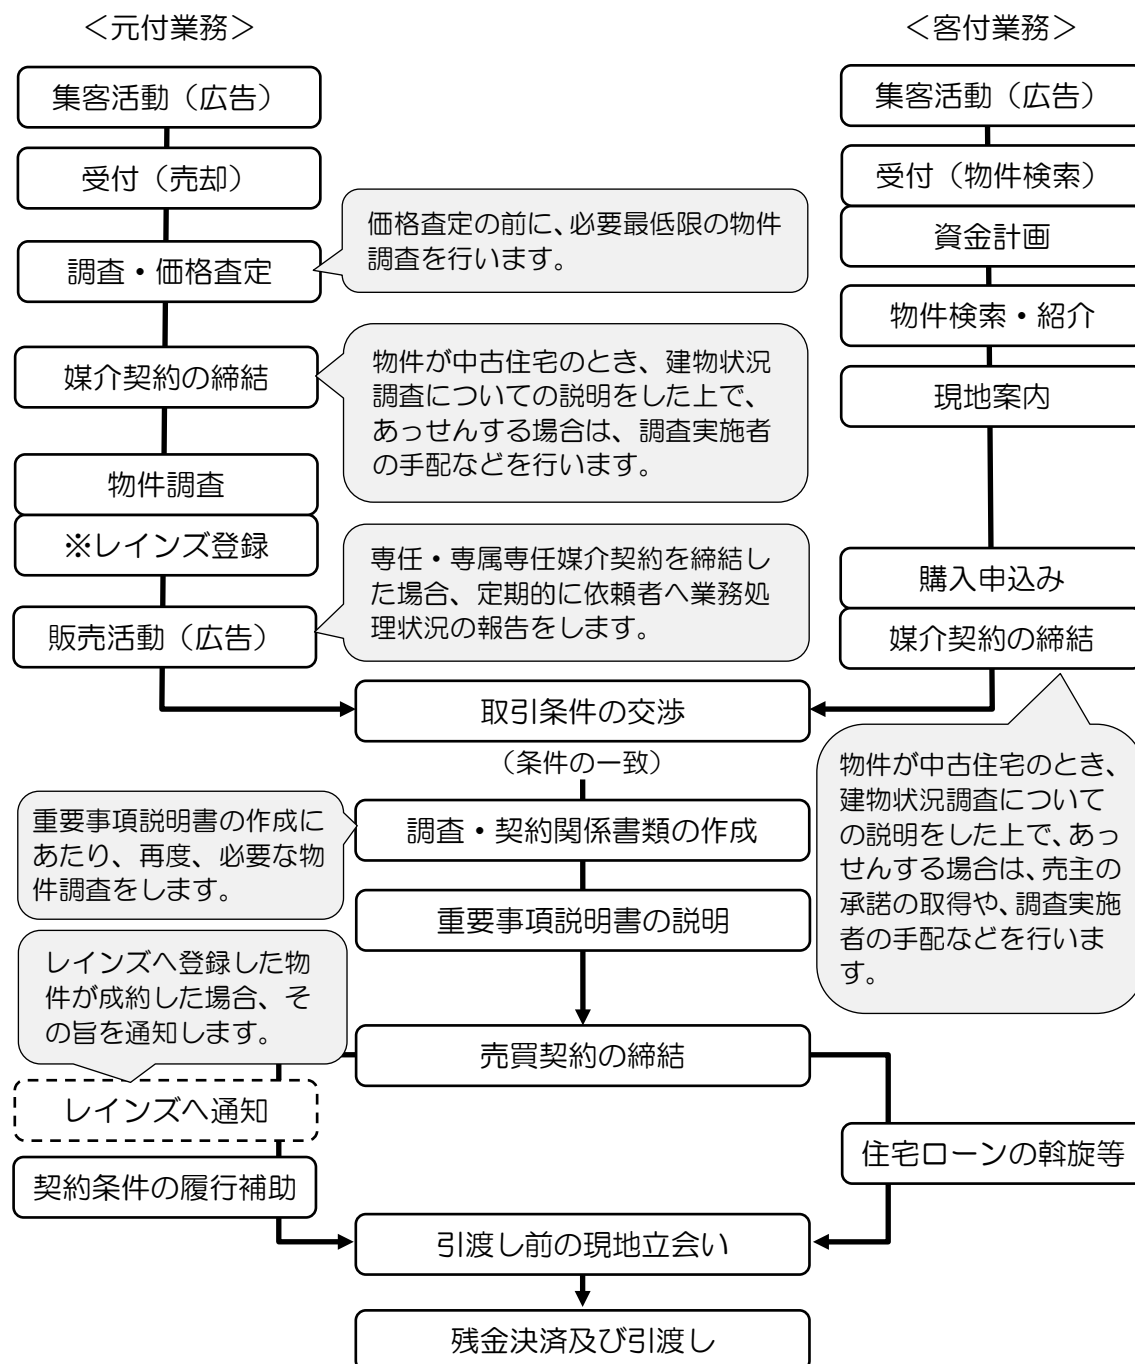 ＜元付業務＞
集客活動（広告）
受付（売却）
調査・価格査定
価格査定の前に、必要最低限の物件
調査を行います。
媒介契約の締結
物件が中古住宅のとき、建物状況
調査についての説明をした上で、
あっせんする場合は、調査実施者
の手配などを行います。
物件調査
※レインズ登録
販売活動（広告）
専任・専属専任媒介契約を締結し
た場合、定期的に依頼者へ業務処
理状況の報告をします。
＜客付業務＞
集客活動（広告）
受付（物件検索）
資金計画
物件検索・紹介
現地案内
購入申込み
媒介契約の締結
物件が中古住宅のとき、
建物状況調査について
の説明をした上で、あっ
せんする場合は、売主の
承諾の取得や、調査実施
者の手配などを行いま
す。
取引条件の交渉
（条件の一致）
調査・契約関係書類の作成
重要事項説明書の作成に
あたり、再度、必要な物
件調査をします。
重要事項説明書の説明
売買契約の締結
レインズへ登録した物
件が成約した場合、そ
の旨を通知します。
レインズへ通知
契約条件の履行補助
住宅ローンの斡旋等
引渡し前の現地立会い
残金決済及び引渡し